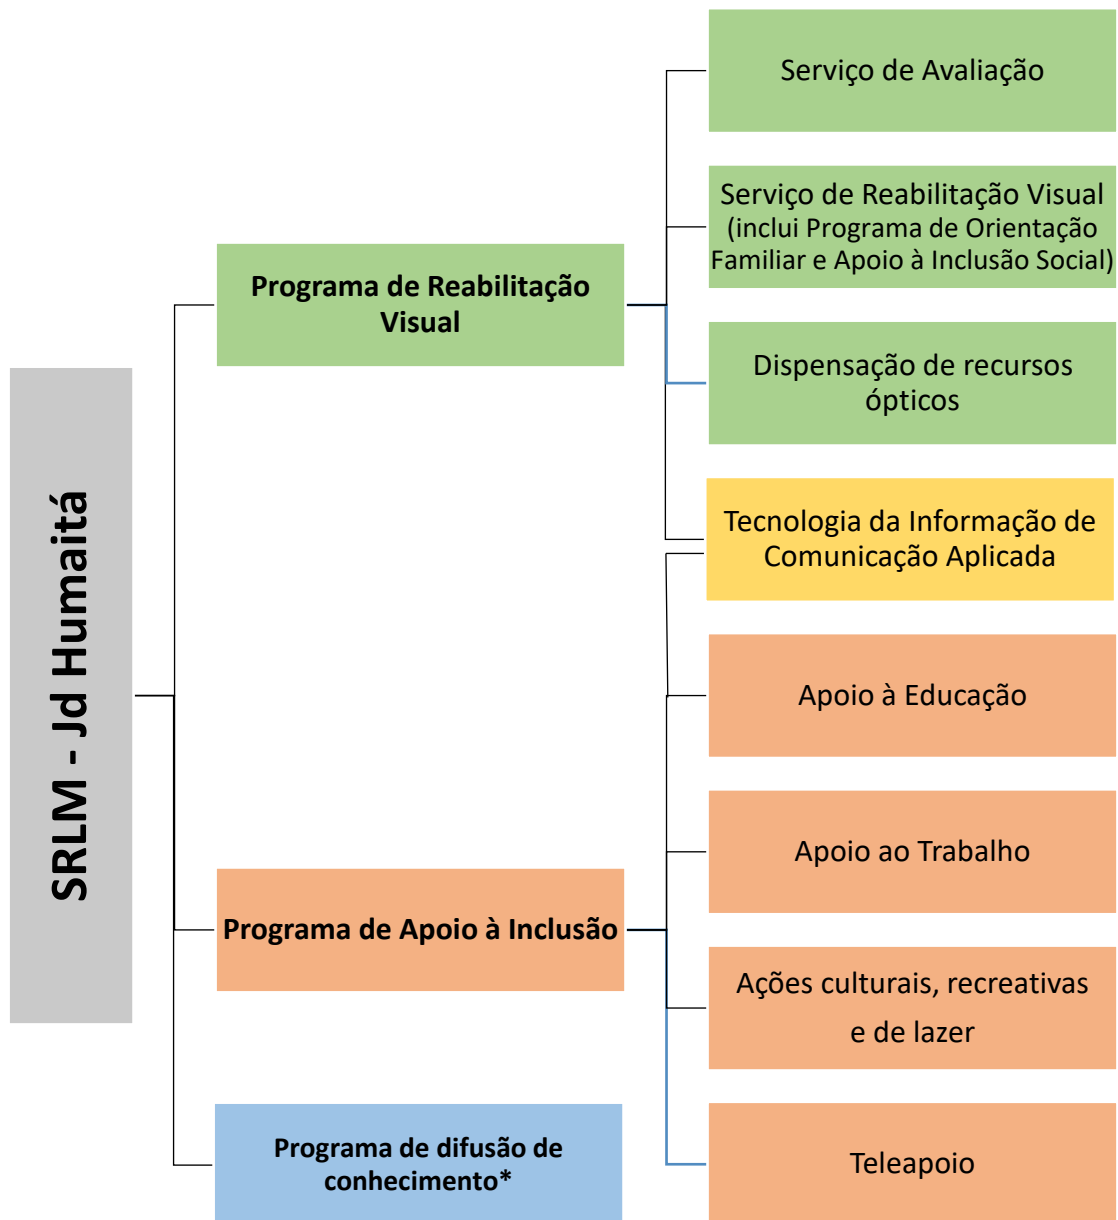 SRLM - Jd Humaitá
Programa de Reabilitação
Visual
Serviço de Avaliação
Serviço de Reabilitação Visual
(inclui Programa de Orientação
Familiar e Apoio à Inclusão Social)
Dispensação de recursos
ópticos
Tecnologia da Informação de
Comunicação Aplicada
Programa de Apoio à Inclusão
Apoio à Educação
Apoio ao Trabalho
Ações culturais, recreativas
e de lazer
Teleapoio
Programa de difusão de
conhecimento*